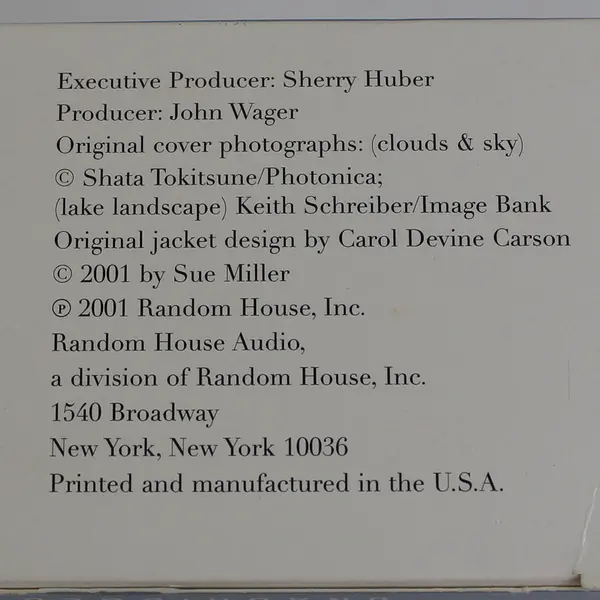 Executive Producer: Sherry Huber
Producer: John Wager
Original cover photographs: (clouds & sky)
© Shata Tokitsune/Photonica;
(lake landscape) Keith Schreiber/Image Bank
Original jacket design by Carol Devine Carson
© 2001 by Sue Miller
℗ 2001 Random House, Inc.
Random House Audio,
a division of Random House, Inc.
1540 Broadway
New York, New York 10036
Printed and manufactured in the U.S.A.